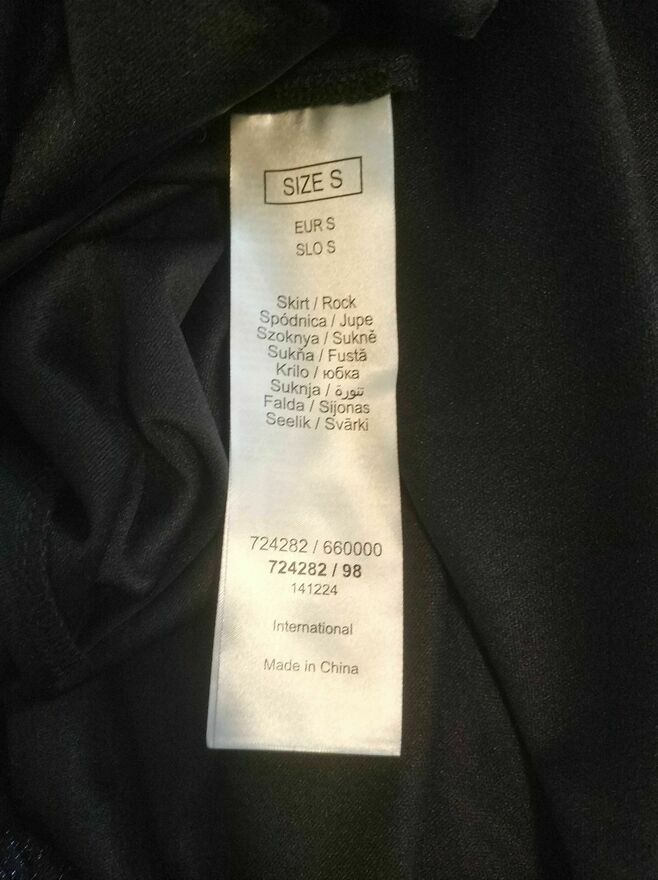 SIZE S
EUR S
SLO S
Skirt / Rock
Spódnica / Jupe
Szoknya / Sukně
Sukňa / Fustă
Krilo / юбка
Suknja / تنورة
Falda / Sijonas
Seelik / Svārki
724282 / 660000
724282 / 98
141224
International
Made in China